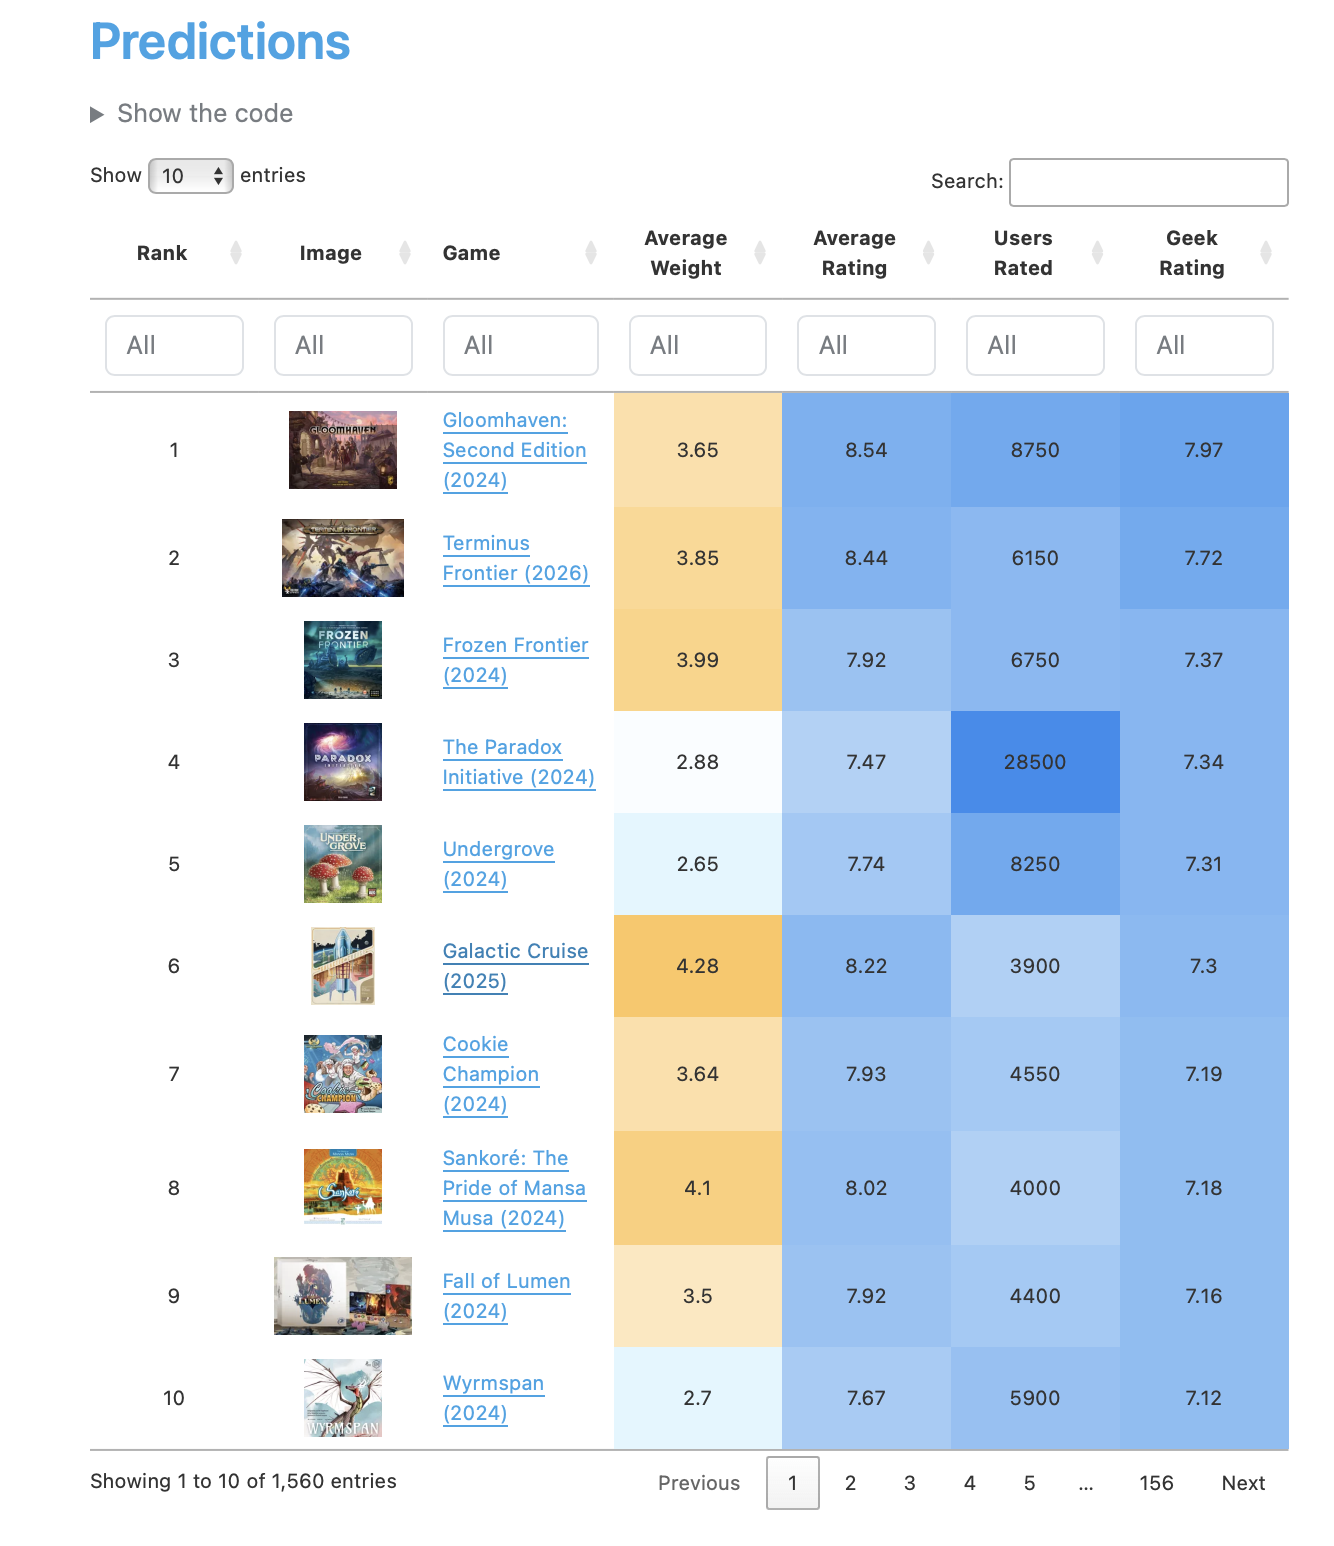 Predictions
Show the code
Show 10 entries
Search:
Rank Image Game Average Weight Average Rating Users Rated Geek Rating
All All All All All All All
1 GLOOMHAVEN Gloomhaven: Second Edition (2024) 3.65 8.54 8750 7.97
2 TERMINUS FRONTIER Terminus Frontier (2026) 3.85 8.44 6150 7.72
3 FROZEN FRONTIER Frozen Frontier (2024) 3.99 7.92 6750 7.37
4 PARADOX INITIATIVE The Paradox Initiative (2024) 2.88 7.47 28500 7.34
5 UNDER GROVE Undergrove (2024) 2.65 7.74 8250 7.31
6 Galactic Cruise (2025) 4.28 8.22 3900 7.3
7 Cookie CHAMPION Cookie Champion (2024) 3.64 7.93 4550 7.19
8 Sankoré Sankoré: The Pride of Mansa Musa (2024) 4.1 8.02 4000 7.18
9 LUMEN Fall of Lumen (2024) 3.5 7.92 4400 7.16
10 WYRMSPAN Wyrmspan (2024) 2.7 7.67 5900 7.12
Showing 1 to 10 of 1,560 entries
Previous 1 2 3 4 5 … 156 Next